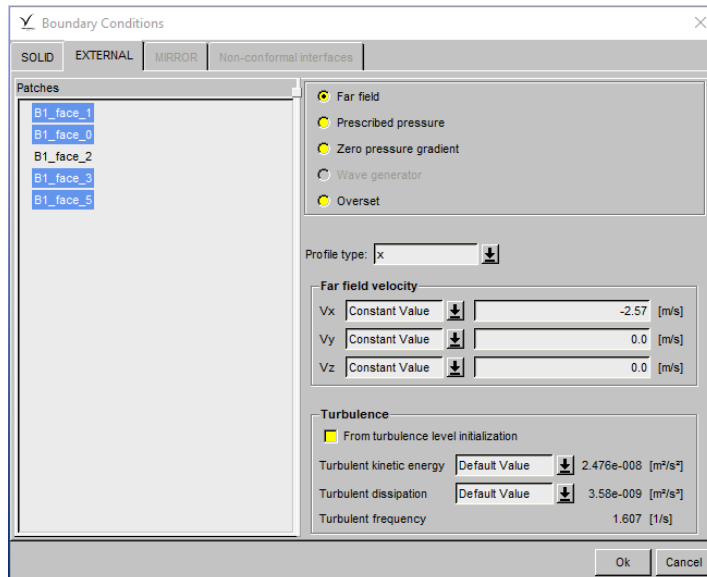 Boundary Conditions
SOLID EXTERNAL MIRROR Non-conformal interfaces
Patches
B1_face_1
B1_face_0
B1_face_2
B1_face_3
B1_face_5
Far field
Prescribed pressure
Zero pressure gradient
Wave generator
Overset
Profile type: x
Far field velocity
Vx Constant Value -2.57 [m/s]
Vy Constant Value 0.0 [m/s]
Vz Constant Value 0.0 [m/s]
Turbulence
From turbulence level initialization
Turbulent kinetic energy Default Value 2.476e-008 [m²/s²]
Turbulent dissipation Default Value 3.58e-009 [m²/s³]
Turbulent frequency 1.607 [1/s]
Ok Cancel